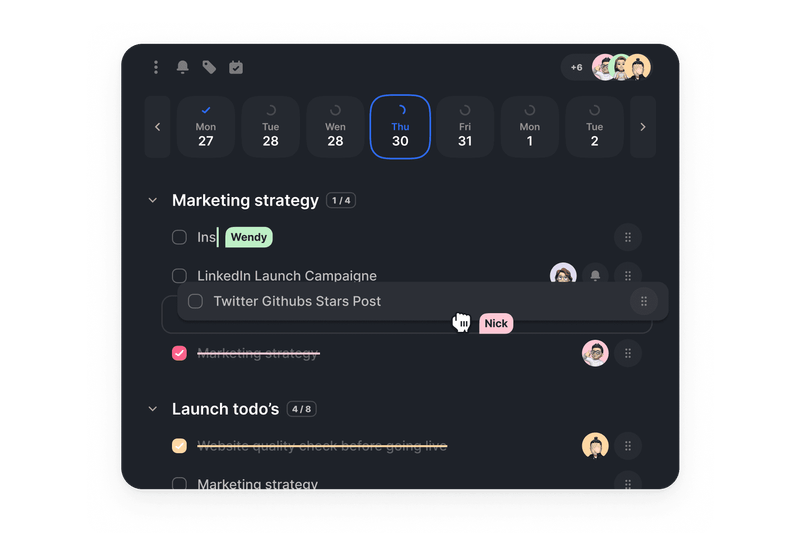 +6
Mon Tue Wen Thu Fri Mon Tue
27 28 28 30 31 1 2
Marketing strategy 1 / 4
Ins Wendy
LinkedIn Launch Campaigne
Twitter Githubs Stars Post
Nick
Marketing strategy
Launch todo's 4 / 8
Website quality check before going live
Marketing strategy